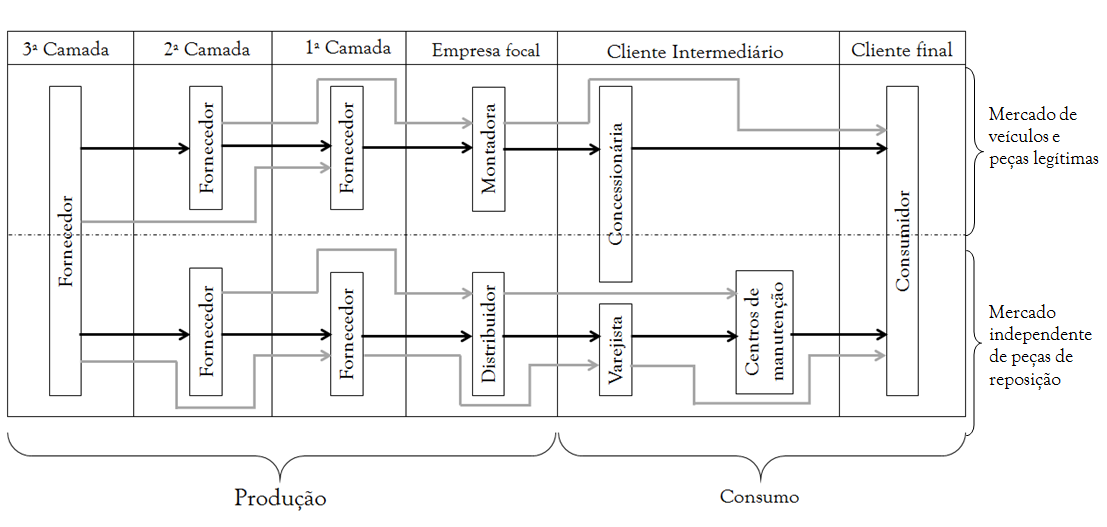 3ª Camada
2ª Camada
1ª Camada
Empresa focal
Cliente Intermediário
Cliente final
Fornecedor
Fornecedor
Fornecedor
Montadora
Concessionária
Consumidor
Mercado de
veículos e
peças legítimas
Fornecedor
Fornecedor
Distribuidor
Varejista
Centros de
manutenção
Mercado
independente
de peças de
reposição
Produção
Consumo